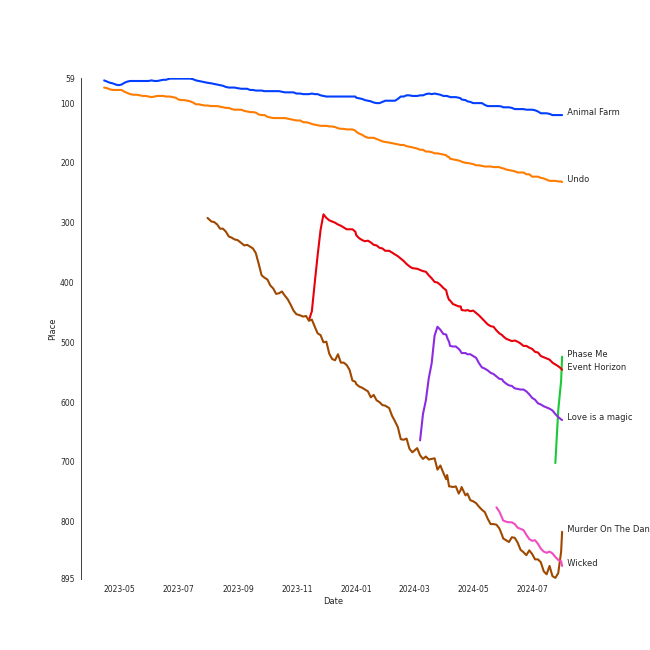 59
100
200
300
400
500
600
700
800
895
Place
2023-05
2023-07
2023-09
2023-11
2024-01
2024-03
2024-05
2024-07
Date
Animal Farm
Undo
Phase Me
Event Horizon
Love is a magic
Murder On The Dan
Wicked